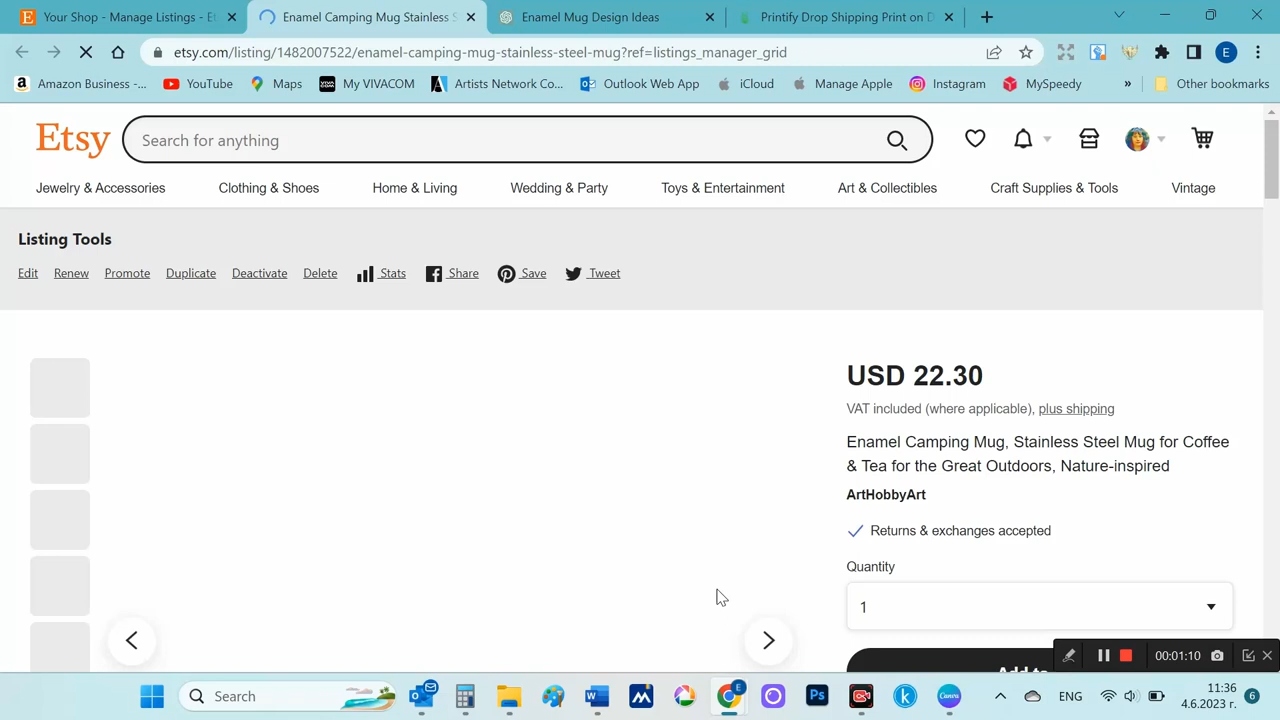 Your Shop - Manage Listings - Et
Enamel Camping Mug Stainless S
Enamel Mug Design Ideas
Printify Drop Shipping Print on D
etsy.com/listing/1482007522/enamel-camping-mug-stainless-steel-mug?ref=listings_manager_grid
E
Amazon Business -...
YouTube
Maps
My VIVACOM
Artists Network Co...
Outlook Web App
iCloud
Manage Apple
Instagram
MySpeedy
»
Other bookmarks
Etsy
Search for anything
Jewelry & Accessories
Clothing & Shoes
Home & Living
Wedding & Party
Toys & Entertainment
Art & Collectibles
Craft Supplies & Tools
Vintage
Listing Tools
Edit Renew Promote Duplicate Deactivate Delete Stats Share Save Tweet
USD 22.30
VAT included (where applicable), plus shipping
Enamel Camping Mug, Stainless Steel Mug for Coffee
& Tea for the Great Outdoors, Nature-inspired
ArtHobbyArt
Returns & exchanges accepted
Quantity
1
Add to
00:01:10
Search
ENG
11:36
4.6.2023 г.
6